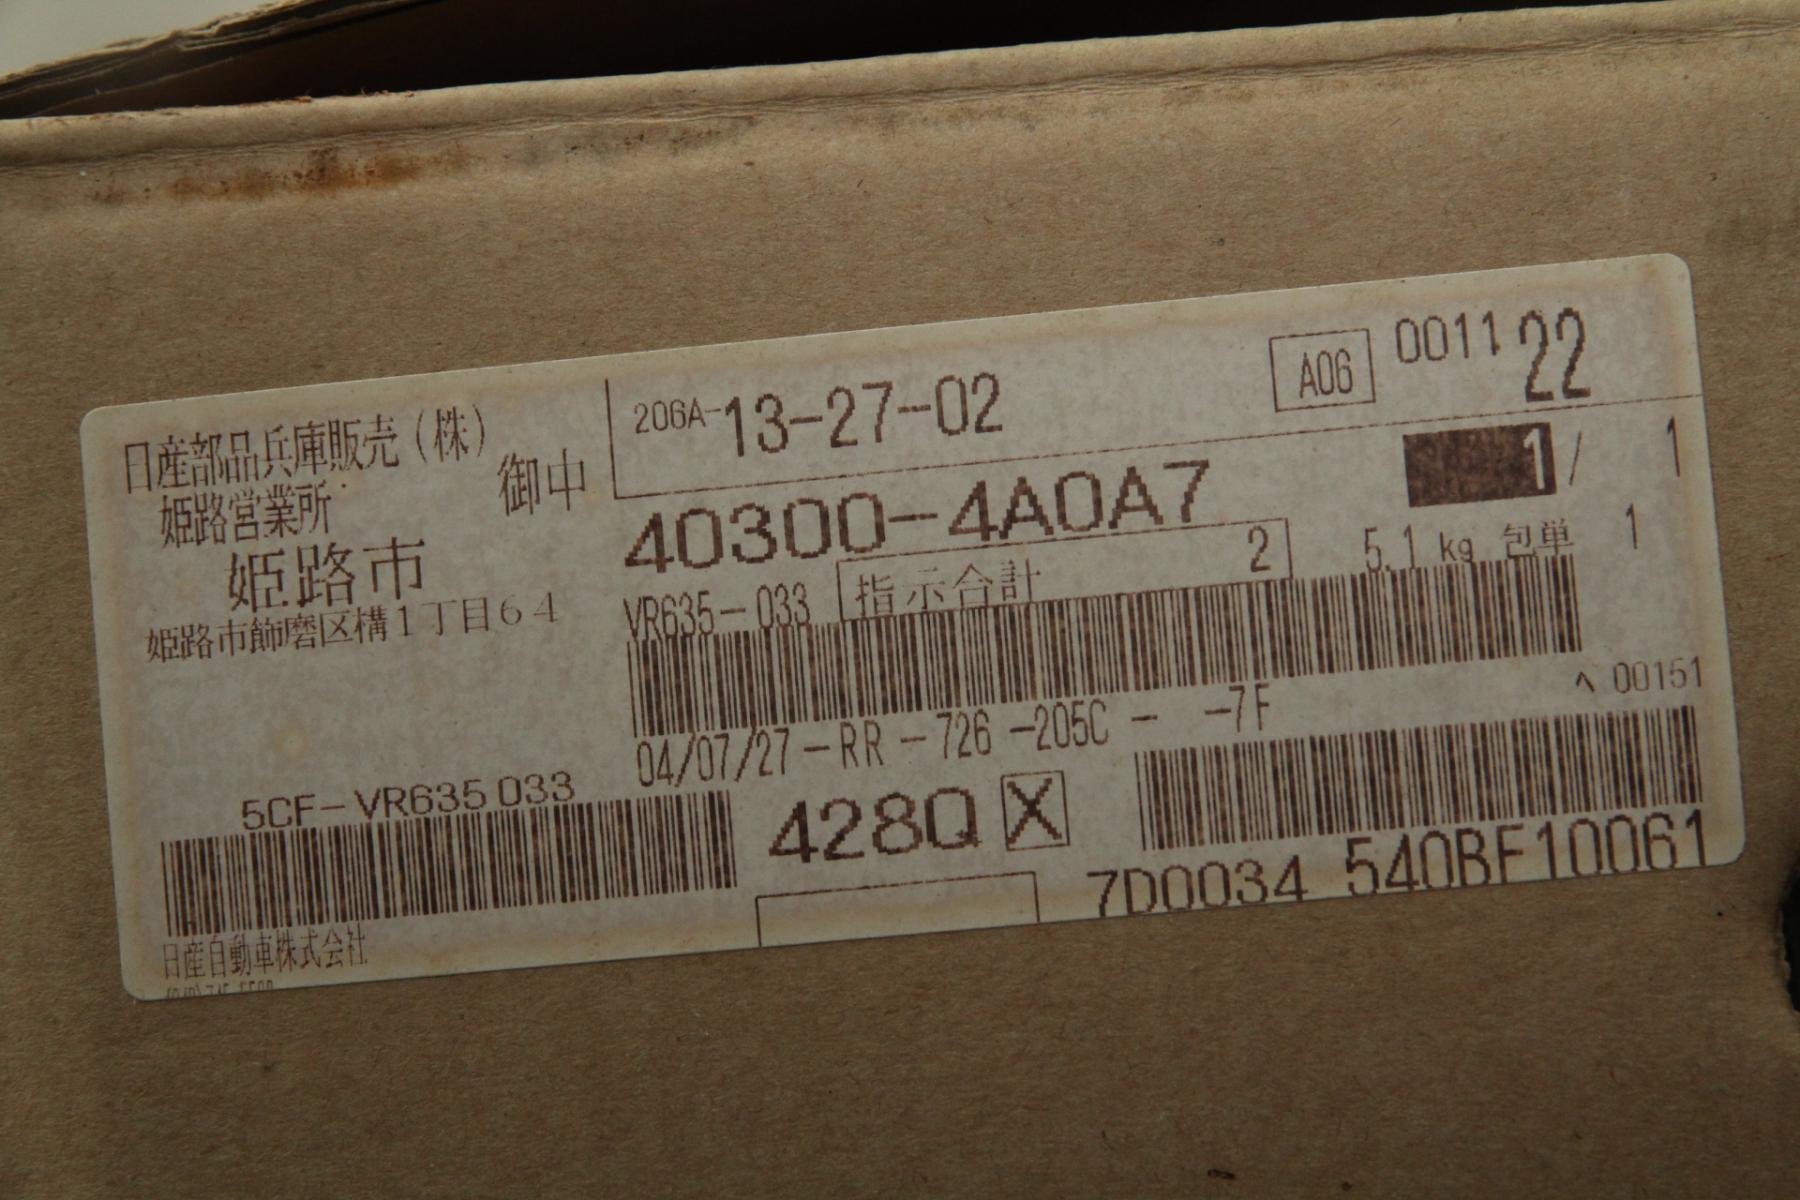 日産部品兵庫販売(株)
姫路営業所
御中
姫路市
姫路市飾磨区構1丁目64
206A-13-27-02
A06
001122
40300-4A0A7
1/ 1
VR635-033
指示合計 2
5.1 kg 包単 1
ヘ 00151
04/07/27-RR-726-205C- -7F
5CF-VR635 033
428Q X
7D0034 540BF10061
日産自動車株式会社